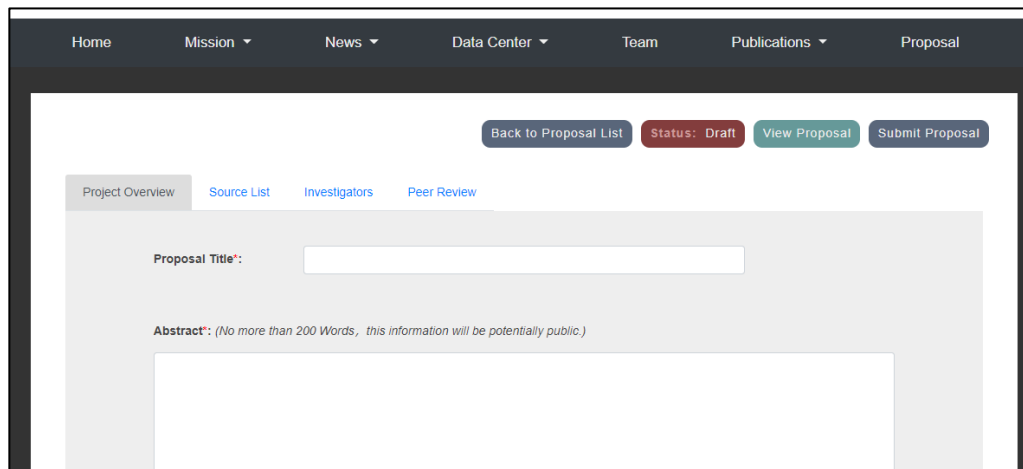 Home Mission News Data Center Team Publications Proposal
Back to Proposal List Status: Draft View Proposal Submit Proposal
Project Overview Source List Investigators Peer Review
Proposal Title*:
Abstract*: (No more than 200 Words，this information will be potentially public.)